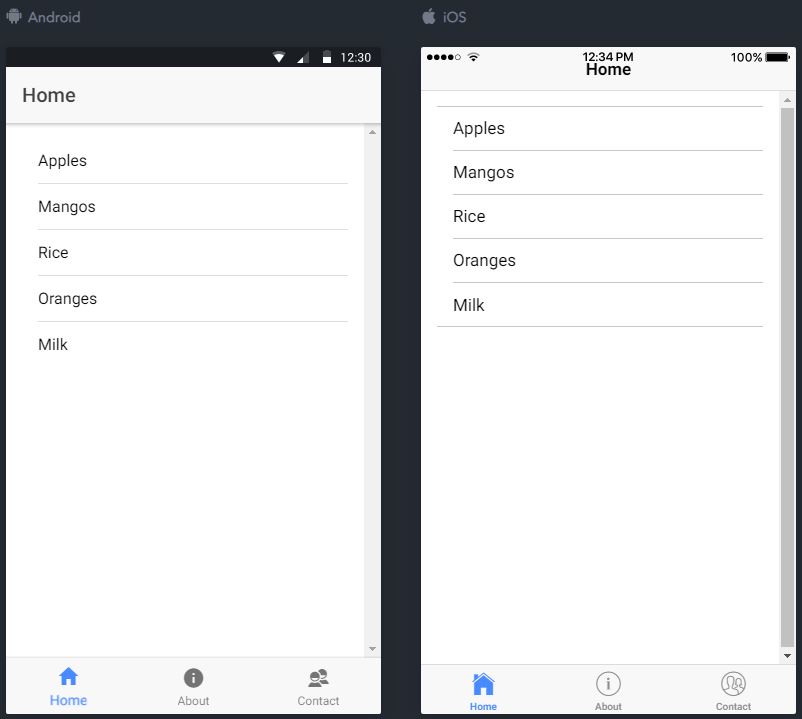 Android
12:30
Home
Apples
Mangos
Rice
Oranges
Milk
Home About Contact
iOS
12:34 PM 100%
Home
Apples
Mangos
Rice
Oranges
Milk
Home About Contact